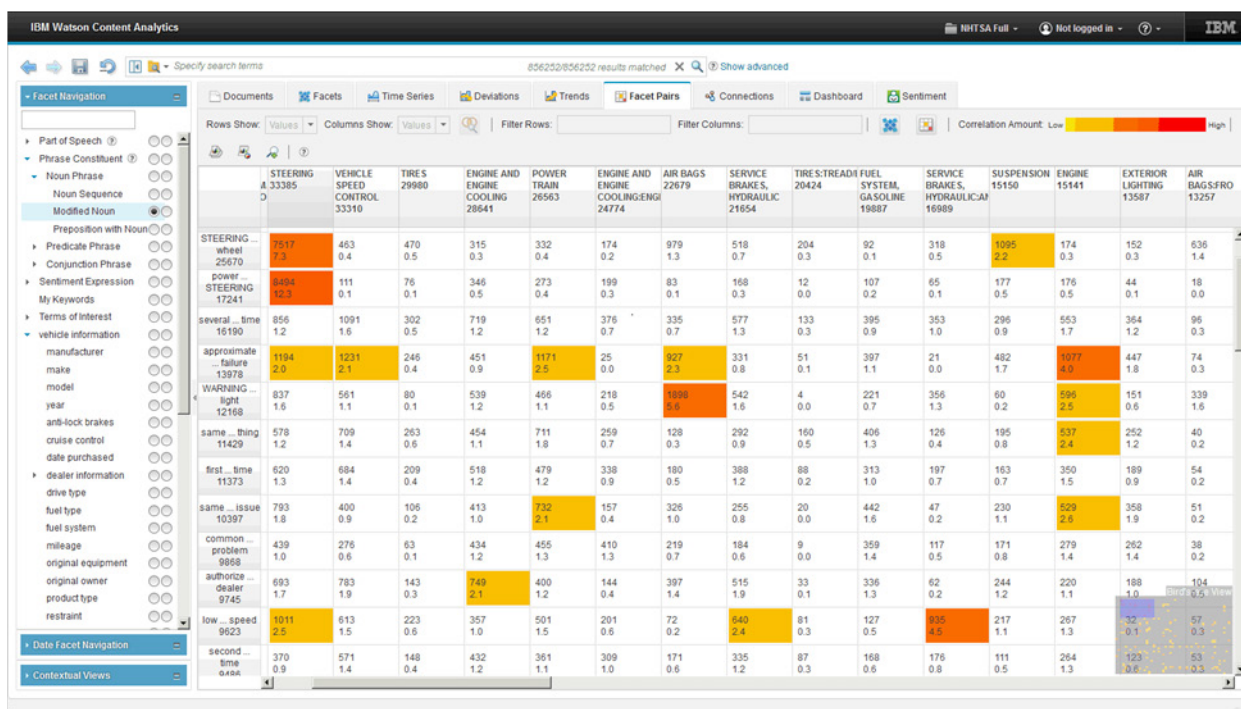 IBM Watson Content Analytics NHTSA Full Not logged in ? IBM
Specify search terms 856252/856252 results matched X ? Show advanced
Facet Navigation
Documents Facets Time Series Deviations Trends Facet Pairs Connections Dashboard Sentiment
Rows Show: Values Columns Show: Values Filter Rows: Filter Columns: Correlation Amount: Low High
Part of Speech ?
Phrase Constituent ?
Noun Phrase
Noun Sequence
Modified Noun
Preposition with Noun
Predicate Phrase
Conjunction Phrase
Sentiment Expression
My Keywords
Terms of Interest
vehicle information
manufacturer
make
model
year
anti-lock brakes
cruise control
date purchased
dealer information
drive type
fuel type
fuel system
mileage
original equipment
original owner
product type
restraint
Date Facet Navigation
Contextual Views
STEERING VEHICLE TIRES ENGINE AND POWER ENGINE AND AIR BAGS SERVICE TIRES:TREAD/ FUEL SERVICE SUSPENSION ENGINE EXTERIOR AIR
33385 SPEED 29980 ENGINE TRAIN ENGINE 22679 BRAKES, 20424 SYSTEM, BRAKES, 15150 15141 LIGHTING BAGS:FRO
CONTROL COOLING 26563 COOLING:ENGI HYDRAULIC GASOLINE HYDRAULIC:AN 13587 13257
33310 28641 24774 21654 19887 16989
STEERING ... 7517 463 470 315 332 174 979 518 204 92 318 1095 174 152 636
wheel 7.3 0.4 0.5 0.3 0.4 0.2 1.3 0.7 0.3 0.1 0.5 2.2 0.3 0.3 1.4
25670
power ... 8494 111 76 346 273 199 83 168 12 107 65 177 176 44 18
STEERING 12.3 0.1 0.1 0.5 0.4 0.3 0.1 0.3 0.0 0.2 0.1 0.5 0.5 0.1 0.0
17241
several ... time 856 1091 302 719 651 376 335 577 133 395 353 296 553 364 96
16190 1.2 1.6 0.5 1.2 1.2 0.7 0.7 1.3 0.3 0.9 1.0 0.9 1.7 1.2 0.3
approximate 1194 1231 246 451 1171 25 927 331 51 397 21 482 1077 447 74
... failure 2.0 2.1 0.4 0.9 2.5 0.0 2.3 0.8 0.1 1.1 0.0 1.7 4.0 1.8 0.3
13978
WARNING ... 837 561 80 539 466 218 1898 542 4 221 356 60 596 151 339
light 1.6 1.1 0.1 1.2 1.1 0.5 5.6 1.6 0.0 0.7 1.3 0.2 2.5 0.6 1.6
12168
same ... thing 578 709 263 454 711 259 128 292 160 406 126 195 537 252 40
11429 1.2 1.4 0.6 1.1 1.8 0.7 0.3 0.9 0.5 1.3 0.4 0.8 2.4 1.2 0.2
first ... time 620 684 209 518 479 338 180 388 88 313 197 163 350 189 54
11373 1.3 1.4 0.4 1.2 1.2 0.9 0.5 1.2 0.2 1.0 0.7 0.7 1.5 0.9 0.2
same ... issue 793 400 106 413 732 157 326 255 20 442 47 230 529 358 51
10397 1.8 0.9 0.2 1.0 2.1 0.4 1.0 0.8 0.0 1.6 0.2 1.1 2.6 1.9 0.2
common ... 439 276 63 434 455 410 219 184 9 359 117 171 279 262 38
problem 1.0 0.6 0.1 1.2 1.3 1.3 0.7 0.6 0.0 1.4 0.5 0.8 1.4 1.4 0.2
9868
authorize ... 693 783 143 749 400 144 397 515 33 336 62 244 220 188 104
dealer 1.7 1.9 0.3 2.1 1.2 0.4 1.4 1.9 0.1 1.3 0.2 1.2 1.1 1.0
9745 Bird's Eye View
low ... speed 1011 613 223 357 501 201 72 640 81 127 935 217 267 32 57
9623 2.5 1.5 0.6 1.0 1.5 0.6 0.2 2.4 0.3 0.5 4.5 1.1 1.3 0.1 0.3
second ... 370 571 148 432 361 309 171 335 87 168 176 111 264 123 53
time 0.9 1.4 0.4 1.2 1.1 1.0 0.6 1.2 0.3 0.6 0.8 0.5 1.3 0.6
9486